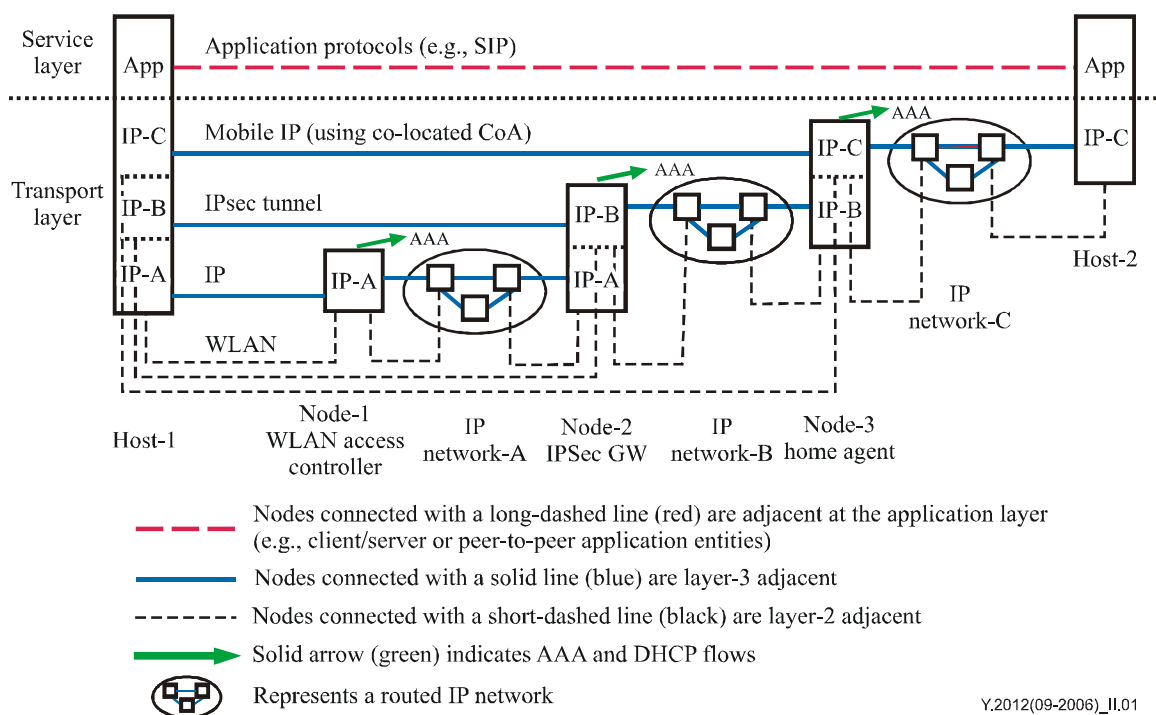 Service
layer
App
Application protocols (e.g., SIP)
App
AAA
IP-C
Mobile IP (using co-located CoA)
IP-C
IP-C
Transport
layer
AAA
IP-B
IPsec tunnel
IP-B
IP-B
AAA
IP-A
IP
IP-A
IP-A
Host-2
IP
network-C
WLAN
Host-1
Node-1
WLAN access
controller
IP
network-A
Node-2
IPSec GW
IP
network-B
Node-3
home agent
Nodes connected with a long-dashed line (red) are adjacent at the application layer
(e.g., client/server or peer-to-peer application entities)
Nodes connected with a solid line (blue) are layer-3 adjacent
Nodes connected with a short-dashed line (black) are layer-2 adjacent
Solid arrow (green) indicates AAA and DHCP flows
Represents a routed IP network
Y.2012(09-2006)_II.01